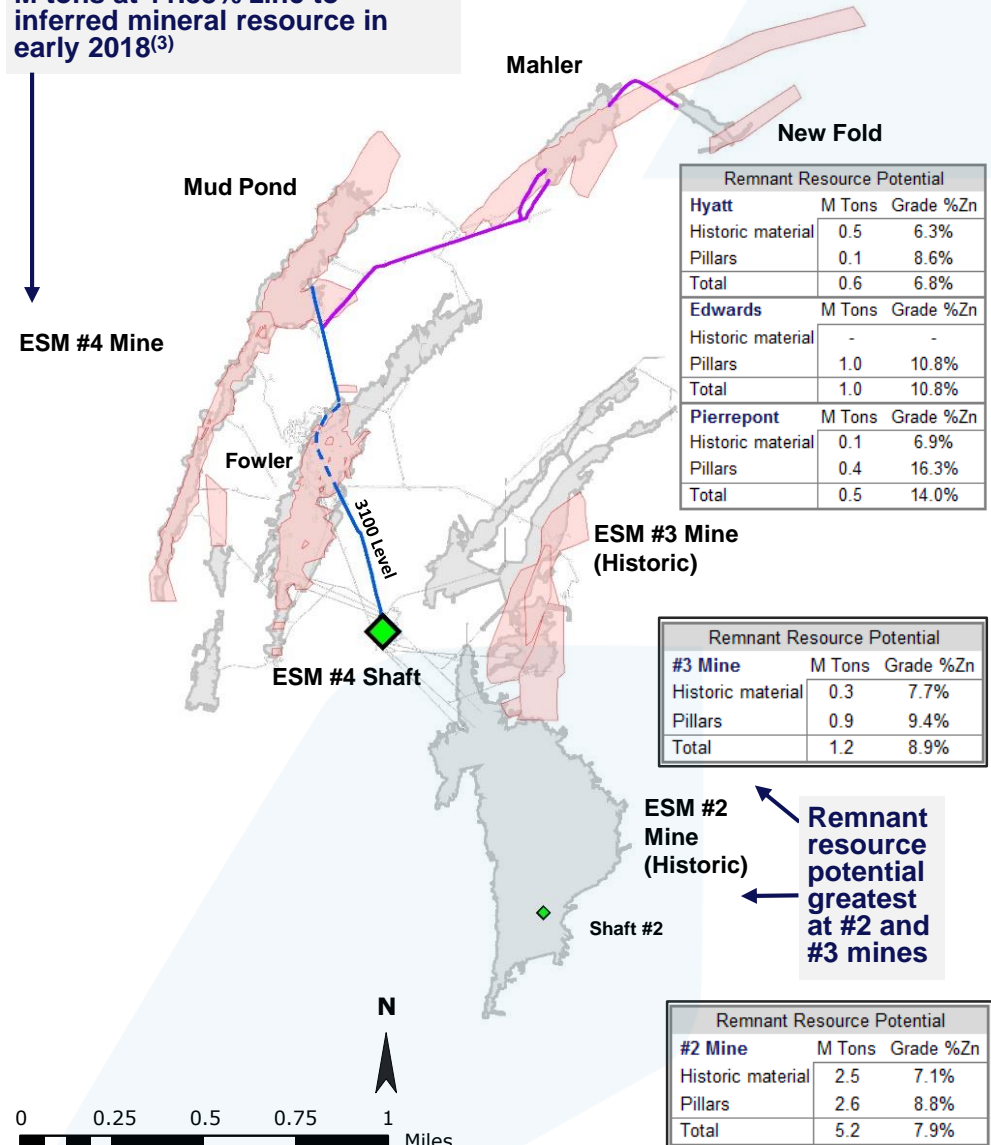 inferred mineral resource in
early 2018(3)
Mahler
New Fold
Mud Pond
Remnant Resource Potential
Hyatt M Tons Grade %Zn
Historic material 0.5 6.3%
Pillars 0.1 8.6%
Total 0.6 6.8%
Edwards M Tons Grade %Zn
Historic material - -
Pillars 1.0 10.8%
Total 1.0 10.8%
Pierrepont M Tons Grade %Zn
Historic material 0.1 6.9%
Pillars 0.4 16.3%
Total 0.5 14.0%
ESM #4 Mine
Fowler
3100 Level
ESM #3 Mine
(Historic)
ESM #4 Shaft
Remnant Resource Potential
#3 Mine M Tons Grade %Zn
Historic material 0.3 7.7%
Pillars 0.9 9.4%
Total 1.2 8.9%
ESM #2
Mine
(Historic)
Shaft #2
Remnant
resource
potential
greatest
at #2 and
#3 mines
N
Remnant Resource Potential
#2 Mine M Tons Grade %Zn
Historic material 2.5 7.1%
Pillars 2.6 8.8%
Total 5.2 7.9%
0 0.25 0.5 0.75 1
Miles